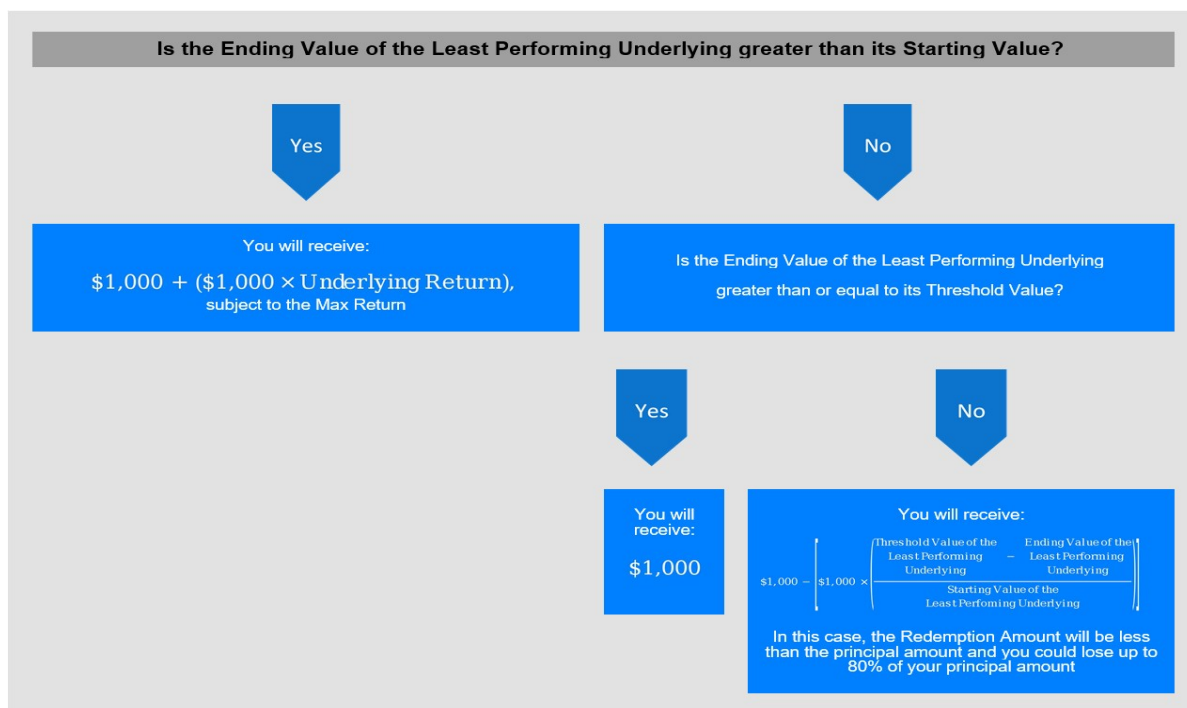 Is the Ending Value of the Least Performing Underlying greater than its Starting Value?
Yes
No
You will receive:
$1,000 + ($1,000 × Underlying Return),
subject to the Max Return
Is the Ending Value of the Least Performing Underlying
greater than or equal to its Threshold Value?
Yes
No
You will
receive:
$1,000
You will receive:
$1,000 − [$1,000 × (
Threshold Value of the
Least Performing
Underlying
−
Ending Value of the
Least Performing
Underlying
Starting Value of the
Least Perfoming Underlying
)]
In this case, the Redemption Amount will be less
than the principal amount and you could lose up to
80% of your principal amount